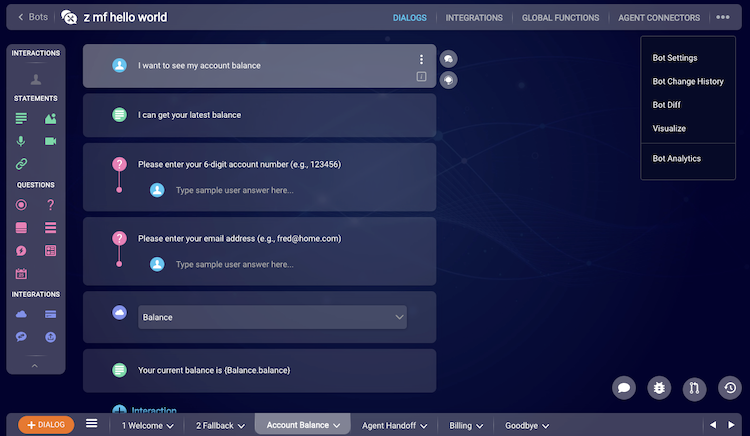 Bots z mf hello world DIALOGS INTEGRATIONS GLOBAL FUNCTIONS AGENT CONNECTORS
INTERACTIONS
STATEMENTS
QUESTIONS
INTEGRATIONS
I want to see my account balance
I can get your latest balance
Please enter your 6-digit account number (e.g., 123456)
Type sample user answer here...
Please enter your email address (e.g., fred@home.com)
Type sample user answer here...
Balance
Your current balance is {Balance.balance)
Interaction
Bot Settings
Bot Change History
Bot Diff
Visualize
Bot Analytics
+ DIALOG 1 Welcome 2 Fallback Account Balance Agent Handoff Billing Goodbye